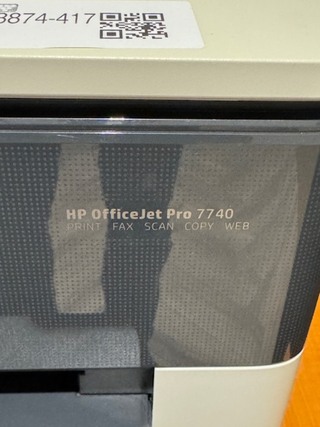 3874-417
HP OfficeJet Pro 7740
PRINT FAX SCAN COPY WEB